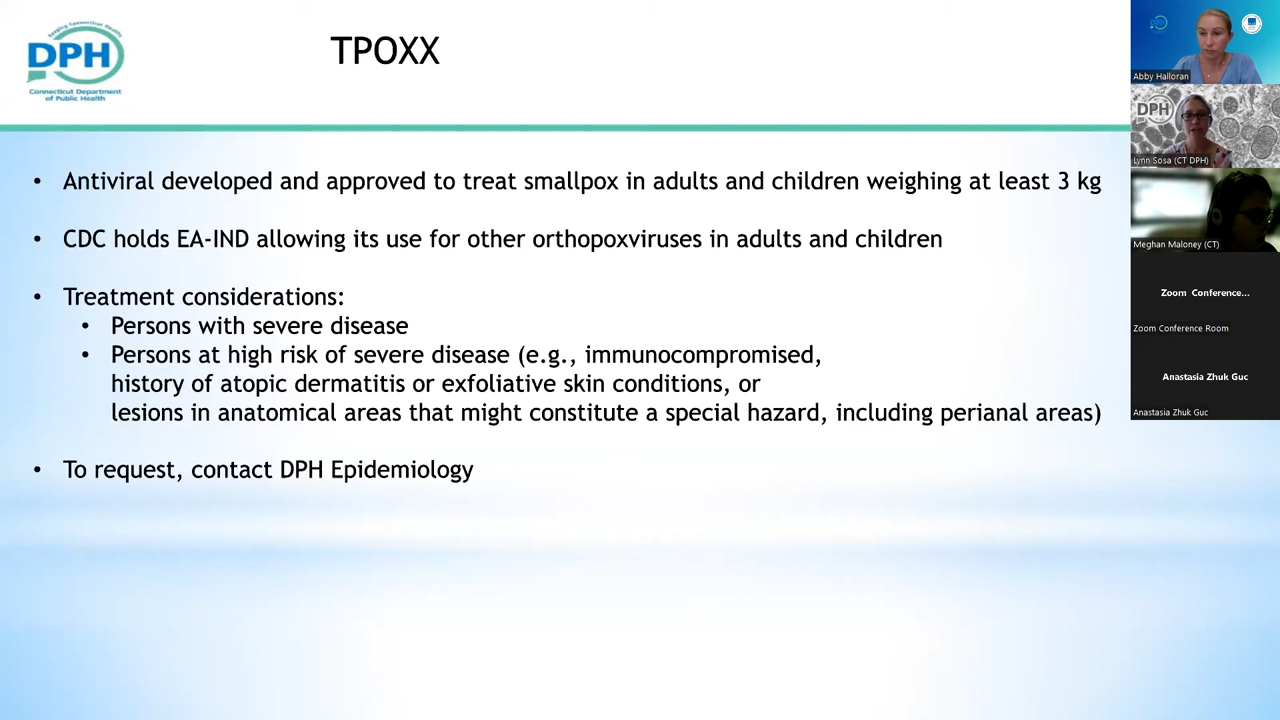 Keeping Connecticut Healthy
DPH
Connecticut Department
of Public Health
TPOXX
• Antiviral developed and approved to treat smallpox in adults and children weighing at least 3 kg
• CDC holds EA-IND allowing its use for other orthopoxviruses in adults and children
• Treatment considerations:
• Persons with severe disease
• Persons at high risk of severe disease (e.g., immunocompromised,
history of atopic dermatitis or exfoliative skin conditions, or
lesions in anatomical areas that might constitute a special hazard, including perianal areas)
• To request, contact DPH Epidemiology
Abby Halloran
DPH
Lynn Sosa (CT DPH)
Meghan Maloney (CT)
Zoom Conference...
Zoom Conference Room
Anastasia Zhuk Guc
Anastasia Zhuk Guc